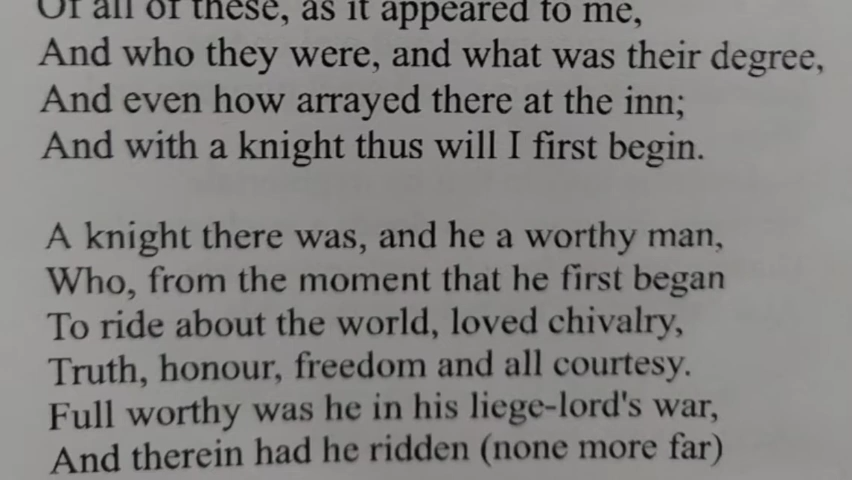 Of all of these, as it appeared to me,
And who they were, and what was their degree,
And even how arrayed there at the inn;
And with a knight thus will I first begin.
A knight there was, and he a worthy man,
Who, from the moment that he first began
To ride about the world, loved chivalry,
Truth, honour, freedom and all courtesy.
Full worthy was he in his liege-lord's war,
And therein had he ridden (none more far)